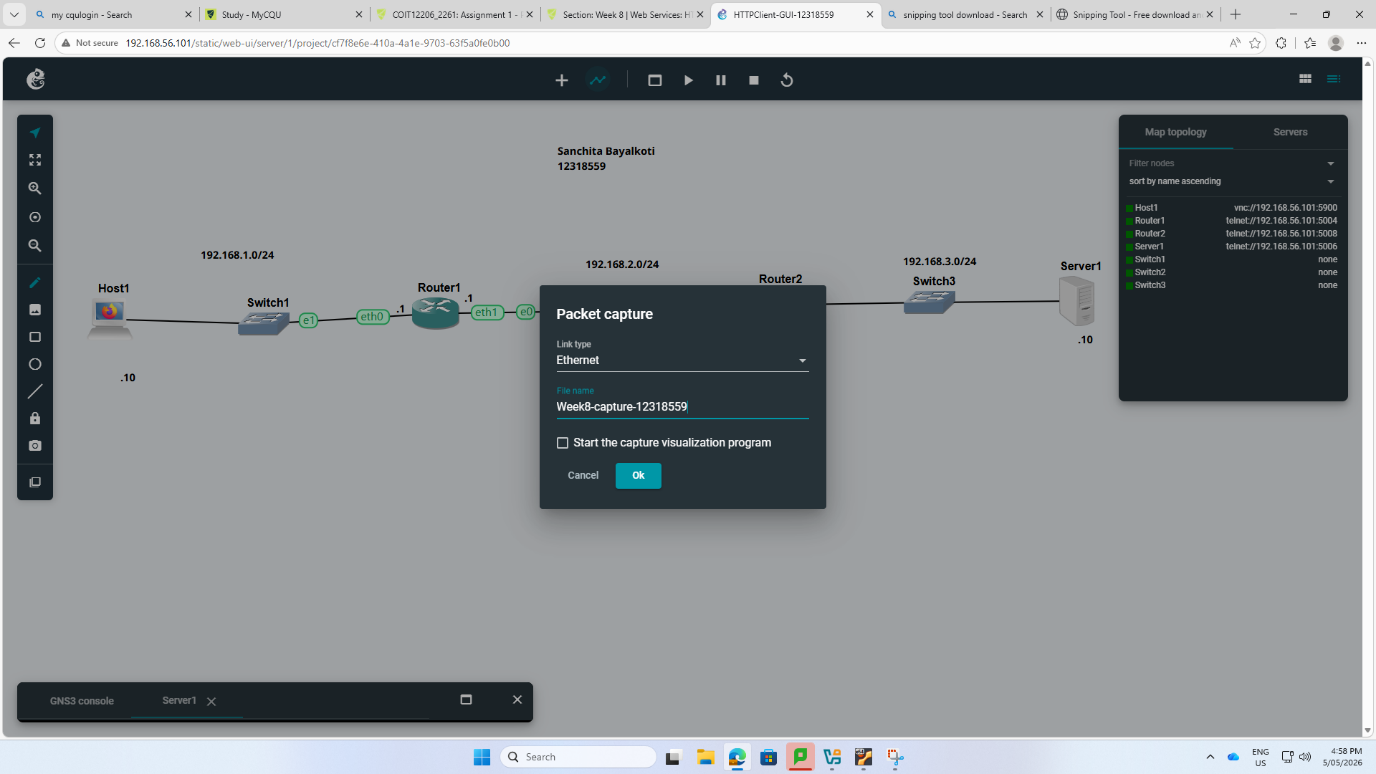 my cqulogin - Search
Study - MyCQU
COIT12206_2261: Assignment 1 -
Section: Week 8 | Web Services: HT
HTTPClient-GUI-12318559
snipping tool download - Search
Snipping Tool - Free download an
Not secure
192.168.56.101/static/web-ui/server/1/project/cf7f8e6e-410a-4a1e-9703-63f5a0fe0b00
Sanchita Bayalkoti
12318559
Map topology
Servers
Filter nodes
sort by name ascending
Host1 vnc://192.168.56.101:5900
Router1 telnet://192.168.56.101:5004
Router2 telnet://192.168.56.101:5008
Server1 telnet://192.168.56.101:5006
Switch1 none
Switch2 none
Switch3 none
192.168.1.0/24
192.168.2.0/24
192.168.3.0/24
Host1
Switch1
Router1
Router2
Switch3
Server1
e1
eth0
.1
.1
eth1
e0
.10
.10
Packet capture
Link type
Ethernet
File name
Week8-capture-12318559
Start the capture visualization program
Cancel
Ok
GNS3 console
Server1
Search
ENG
US
4:58 PM
5/05/2026